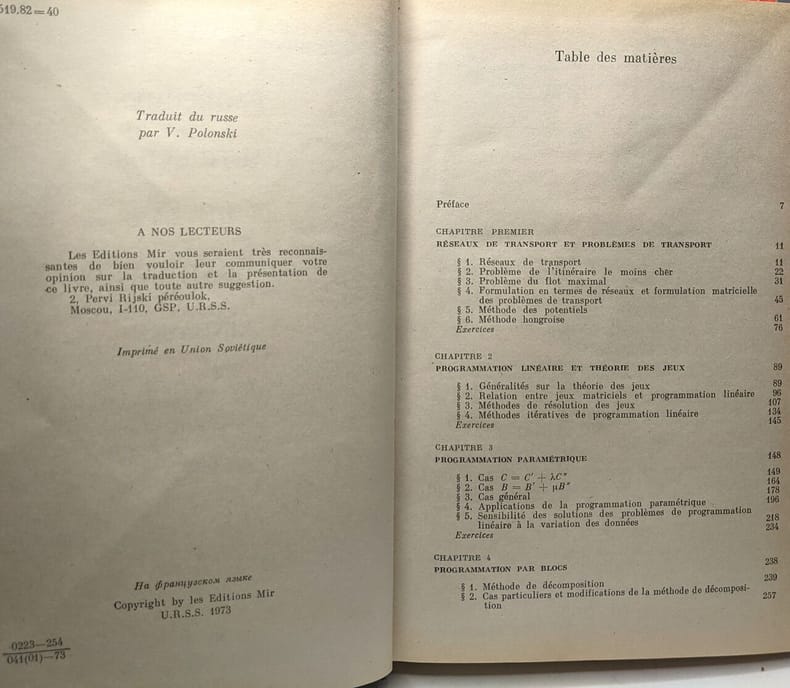 519.82=40
Traduit du russe
par V. Polonski
A NOS LECTEURS
Les Editions Mir vous seraient très reconnais-
santes de bien vouloir leur communiquer votre
opinion sur la traduction et la présentation de
ce livre, ainsi que toute autre suggestion.
2, Pervi Rijski péréoulok,
Moscou, I-110, GSP, U.R.S.S.
Imprimé en Union Soviétique
На французском языке
Copyright by les Editions Mir
U.R.S.S. 1973
0223—254
041(01)—73
Table des matières
Préface 7
CHAPITRE PREMIER
RÉSEAUX DE TRANSPORT ET PROBLÈMES DE TRANSPORT 11
§ 1. Réseaux de transport 11
§ 2. Problème de l'itinéraire le moins cher 22
§ 3. Problème du flot maximal 31
§ 4. Formulation en termes de réseaux et formulation matricielle
des problèmes de transport 45
§ 5. Méthode des potentiels
§ 6. Méthode hongroise 61
Exercices 76
CHAPITRE 2
PROGRAMMATION LINÉAIRE ET THÉORIE DES JEUX 89
§ 1. Généralités sur la théorie des jeux 89
§ 2. Relation entre jeux matriciels et programmation linéaire 96
§ 3. Méthodes de résolution des jeux 107
§ 4. Méthodes itératives de programmation linéaire 134
Exercices 145
CHAPITRE 3
PROGRAMMATION PARAMÉTRIQUE 148
§ 1. Cas C = C′ + λC″ 149
§ 2. Cas B = B′ + μB″ 164
§ 3. Cas général 178
§ 4. Applications de la programmation paramétrique 196
§ 5. Sensibilité des solutions des problèmes de programmation
linéaire à la variation des données 218
Exercices 234
CHAPITRE 4
PROGRAMMATION PAR BLOCS 238
§ 1. Méthode de décomposition 239
§ 2. Cas particuliers et modifications de la méthode de décomposi-
tion 257